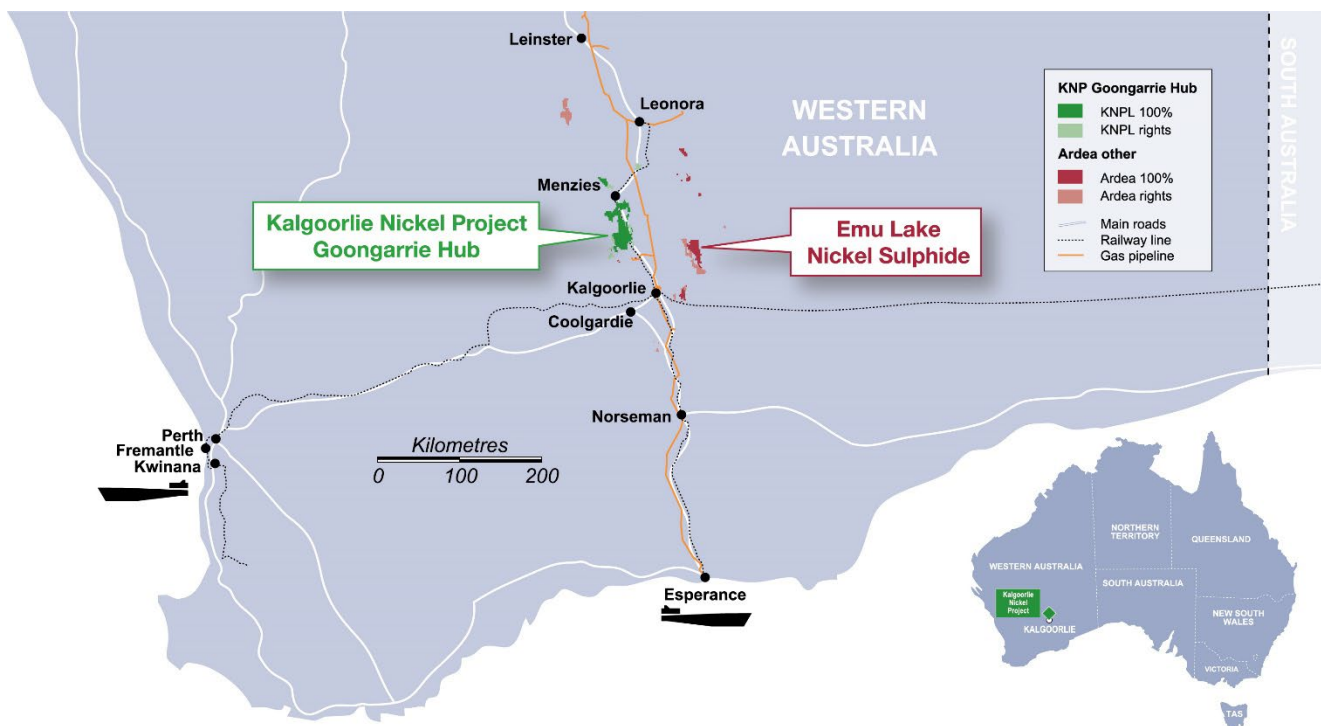 Leinster
Leonora
WESTERN
AUSTRALIA
SOUTH AUSTRALIA
KNP Goongarrie Hub
KNPL 100%
KNPL rights
Ardea other
Ardea 100%
Ardea rights
Main roads
Railway line
Gas pipeline
Menzies
Kalgoorlie Nickel Project
Goongarrie Hub
Emu Lake
Nickel Sulphide
Kalgoorlie
Coolgardie
Norseman
Perth
Fremantle
Kwinana
Kilometres
0 100 200
Esperance
NORTHERN
TERRITORY
QUEENSLAND
WESTERN AUSTRALIA
SOUTH AUSTRALIA
Kalgoorlie
Nickel
Project
KALGOORLIE
NEW SOUTH
WALES
VICTORIA
TAS